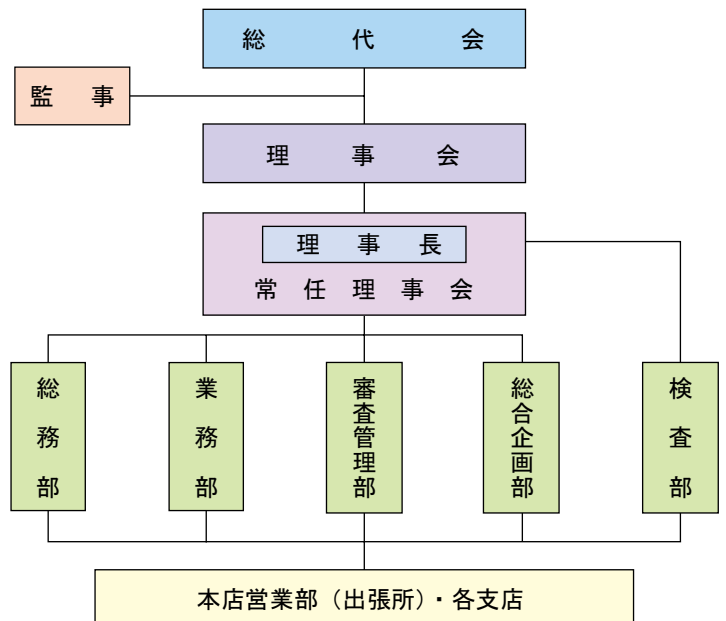 総代会
監事
理事会
理事長
常任理事会
総務部
業務部
審査管理部
総合企画部
検査部
本店営業部（出張所）・各支店